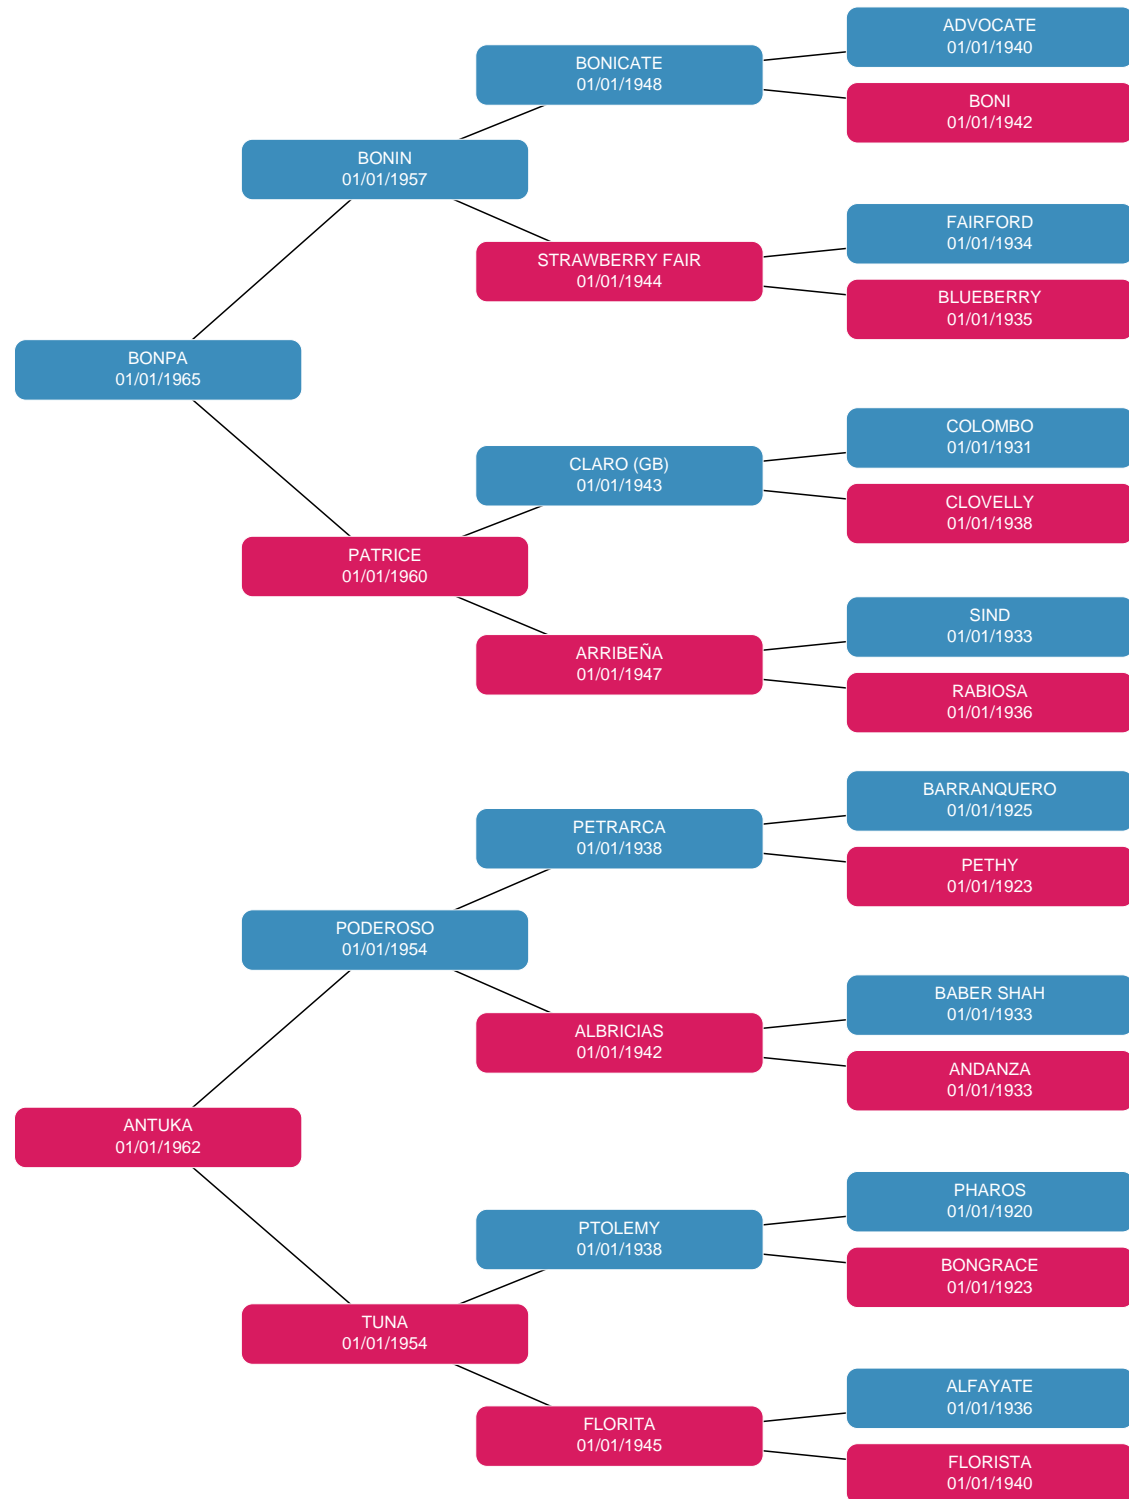 ADVOCATE
01/01/1940
BONICATE
01/01/1948
BONI
01/01/1942
BONIN
01/01/1957
FAIRFORD
01/01/1934
STRAWBERRY FAIR
01/01/1944
BLUEBERRY
01/01/1935
BONPA
01/01/1965
COLOMBO
01/01/1931
CLARO (GB)
01/01/1943
CLOVELLY
01/01/1938
PATRICE
01/01/1960
SIND
01/01/1933
ARRIBEÑA
01/01/1947
RABIOSA
01/01/1936
BARRANQUERO
01/01/1925
PETRARCA
01/01/1938
PETHY
01/01/1923
PODEROSO
01/01/1954
BABER SHAH
01/01/1933
ALBRICIAS
01/01/1942
ANDANZA
01/01/1933
ANTUKA
01/01/1962
PHAROS
01/01/1920
PTOLEMY
01/01/1938
BONGRACE
01/01/1923
TUNA
01/01/1954
ALFAYATE
01/01/1936
FLORITA
01/01/1945
FLORISTA
01/01/1940